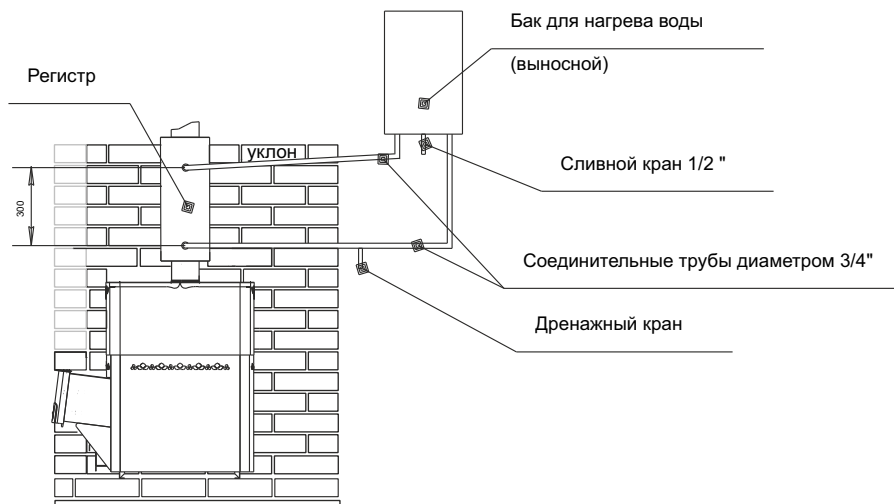 Бак для нагрева воды
(выносной)
Регистр
уклон
Сливной кран 1/2 "
300
Соединительные трубы диаметром 3/4"
Дренажный кран